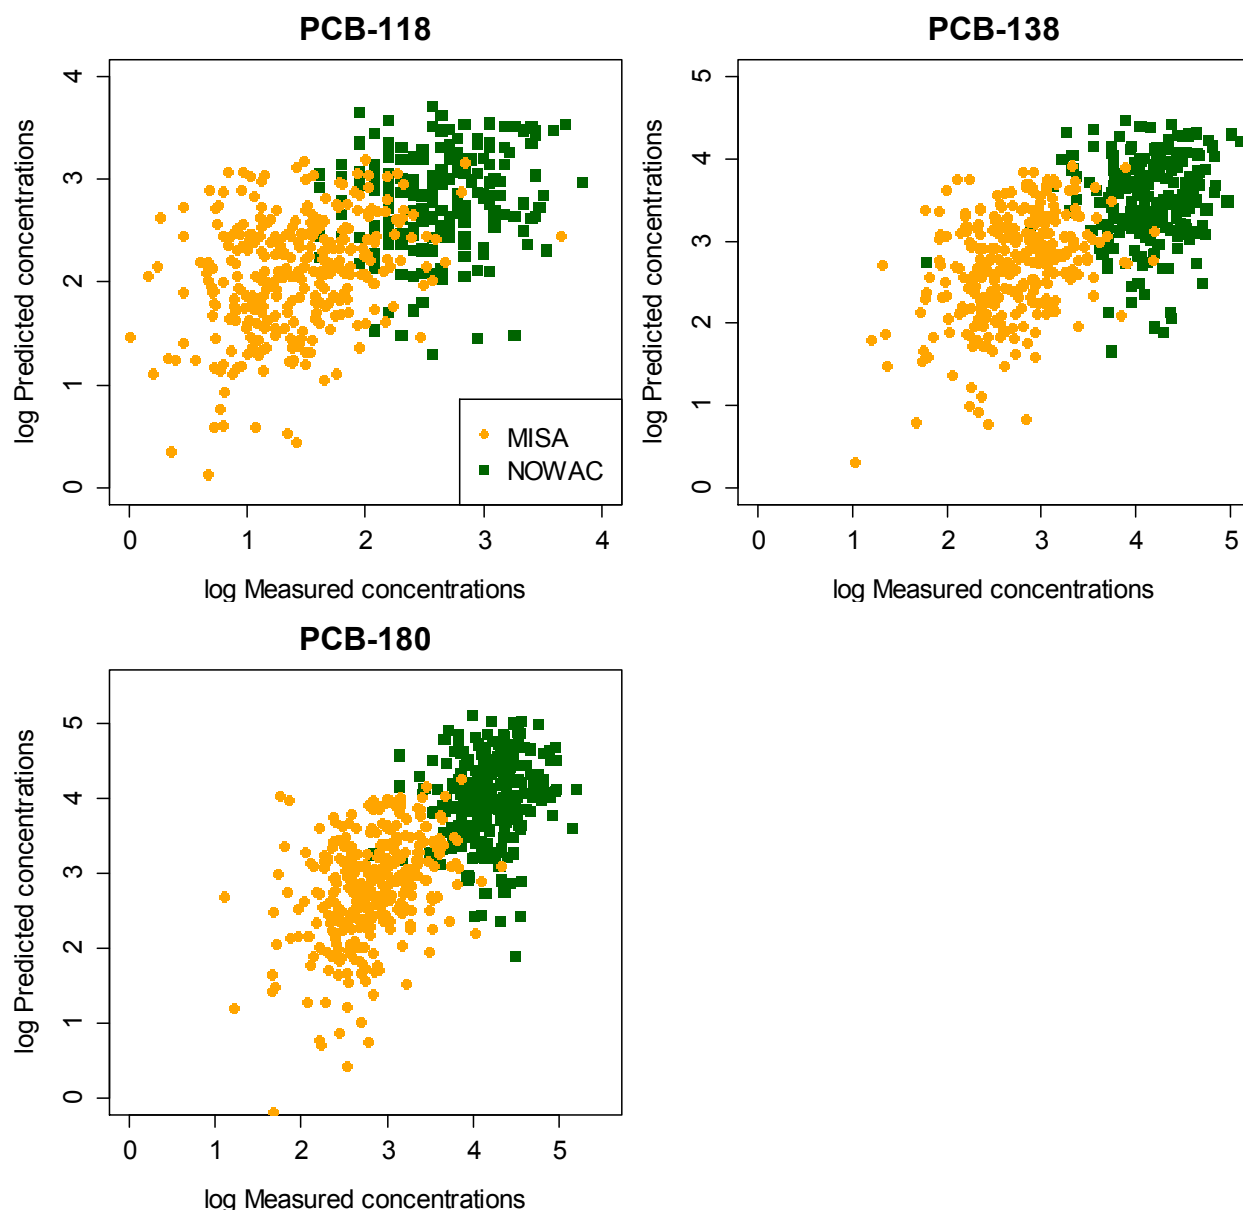 PCB-118
log Predicted concentrations
4
3
2
1
0
MISA
NOWAC
0 1 2 3 4
log Measured concentrations
PCB-138
log Predicted concentrations
5
4
3
2
1
0
0 1 2 3 4 5
log Measured concentrations
PCB-180
log Predicted concentrations
5
4
3
2
1
0
0 1 2 3 4 5
log Measured concentrations